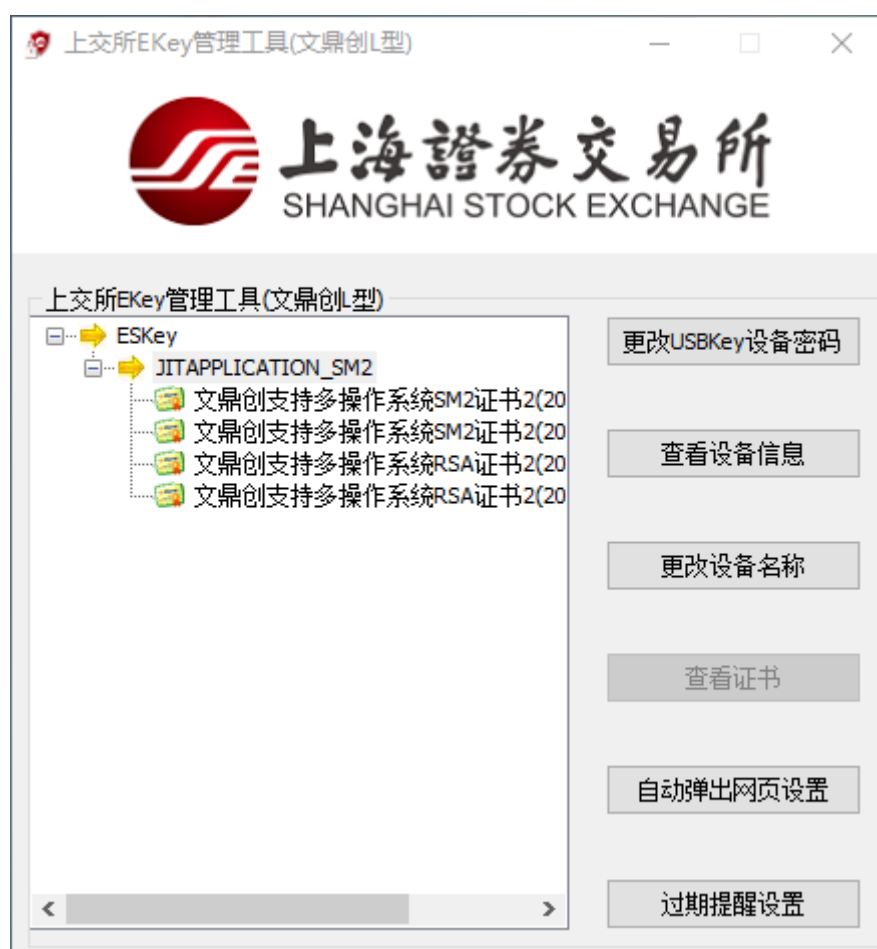 上交所EKey管理工具(文鼎创L型)
上海證券交易所
SHANGHAI STOCK EXCHANGE
上交所EKey管理工具(文鼎创L型)
ESKey
JITAPPLICATION_SM2
文鼎创支持多操作系统SM2证书2(20
文鼎创支持多操作系统SM2证书2(20
文鼎创支持多操作系统RSA证书2(20
文鼎创支持多操作系统RSA证书2(20
更改USBKey设备密码
查看设备信息
更改设备名称
查看证书
自动弹出网页设置
过期提醒设置